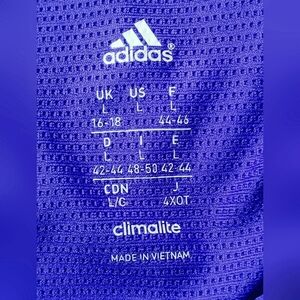 adidas®
UK US F
L L L
16-18 44-46
D I E
L L L
42-44 48-50 42-44
CDN J
L/G 4XOT
climalite
MADE IN VIETNAM